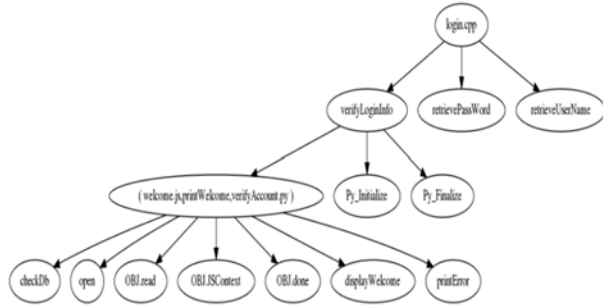 login.cpp
verifyLoginInfo
retrievePassWord
retrieveUserName
( welcome.js,printWelcome,verifyAccount.py )
Py_Initialize
Py_Finalize
checkDb
open
OBJ.read
OBJ.JSContext
OBJ.done
displayWelcome
printError